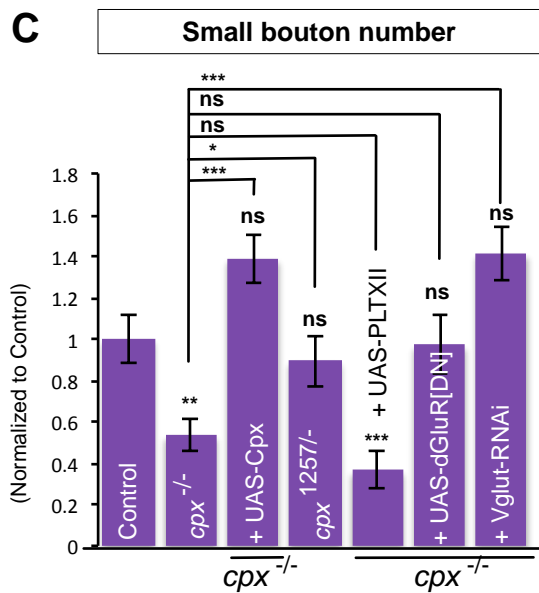 C
Small bouton number
***
ns
ns
*
***
(Normalized to Control)
1.8
1.6
1.4
1.2
1
0.8
0.6
0.4
0.2
0
Control
**
cpx -/-
ns
+ UAS-Cpx
ns
cpx 1257/-
***
+ UAS-PLTXII
ns
+ UAS-dGluR[DN]
ns
+ Vglut-RNAi
cpx -/-
cpx -/-